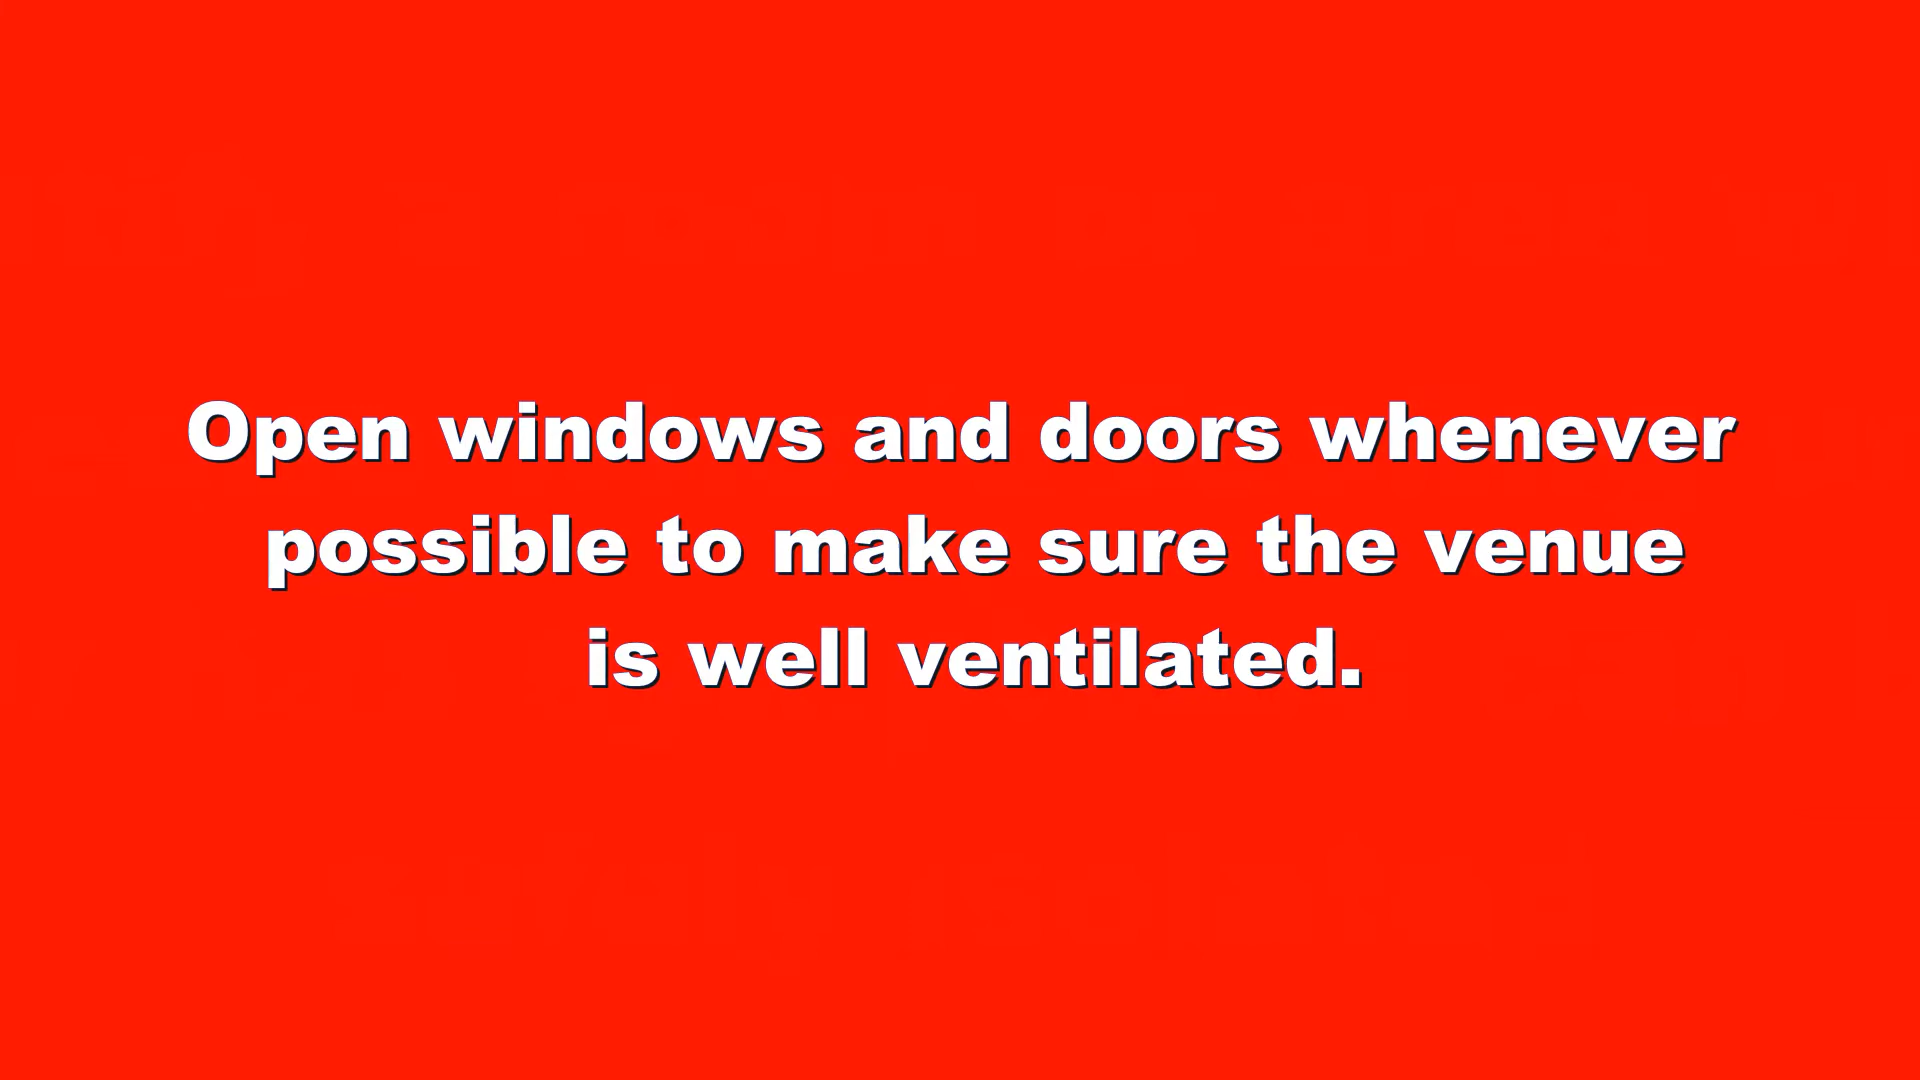 Open windows and doors whenever
possible to make sure the venue
is well ventilated.